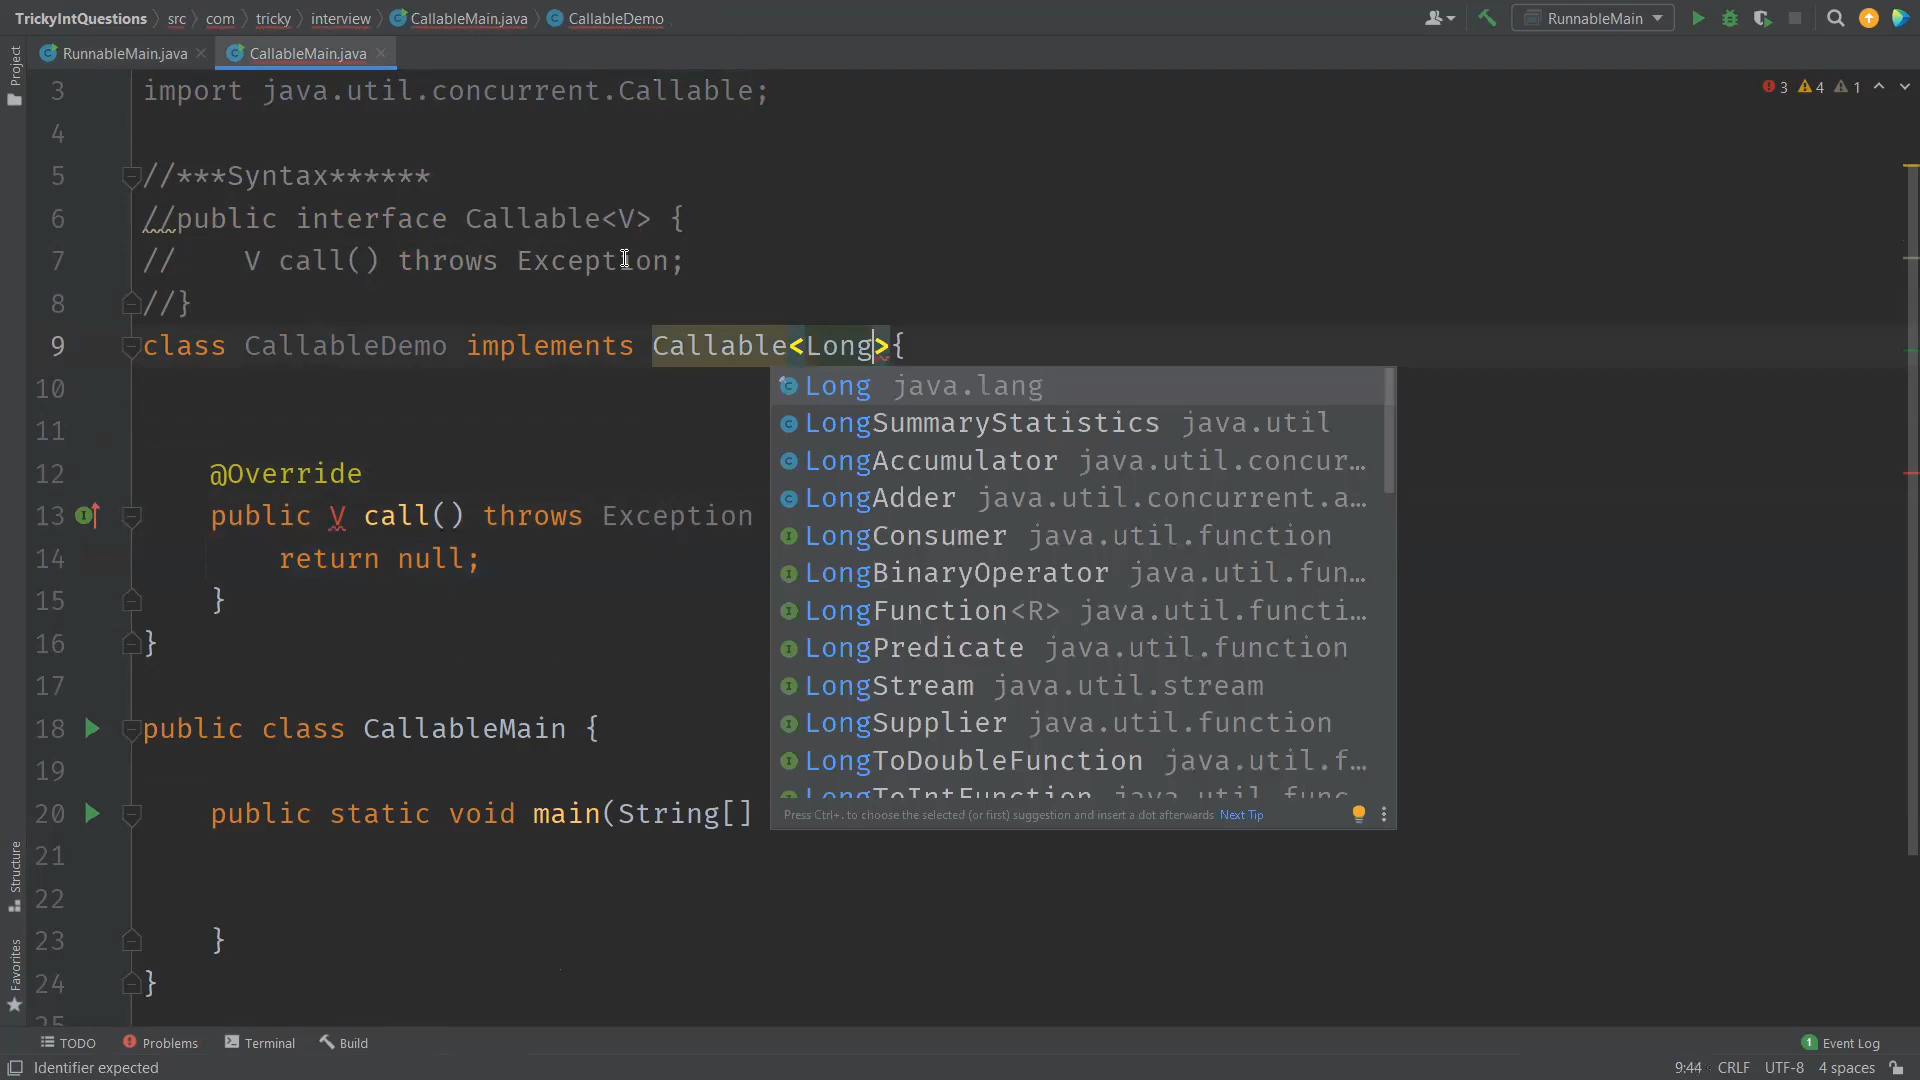 TrickyIntQuestions src com tricky interview CallableMain.java CallableDemo RunnableMain
RunnableMain.java CallableMain.java
Project
3 import java.util.concurrent.Callable; 3 4 1
4
5 //***Syntax******
6 //public interface Callable<V> {
7 // V call() throws Exception;
8 //}
9 class CallableDemo implements Callable<Long>{
10 Long java.lang
11 LongSummaryStatistics java.util
LongAccumulator java.util.concur…
12 @Override
LongAdder java.util.concurrent.a…
13 public V call() throws Exception
LongConsumer java.util.function
14 return null;
LongBinaryOperator java.util.fun…
15 }
LongFunction<R> java.util.functi…
16 }
LongPredicate java.util.function
17
LongStream java.util.stream
18 public class CallableMain {
LongSupplier java.util.function
19
LongToDoubleFunction java.util.f…
LongToIntFunction java.util.func
20 public static void main(String[]
Press Ctrl+. to choose the selected (or first) suggestion and insert a dot afterwards Next Tip
21
22
23 }
24 }
25
Structure
Favorites
TODO Problems Terminal Build 1 Event Log
Identifier expected 9:44 CRLF UTF-8 4 spaces